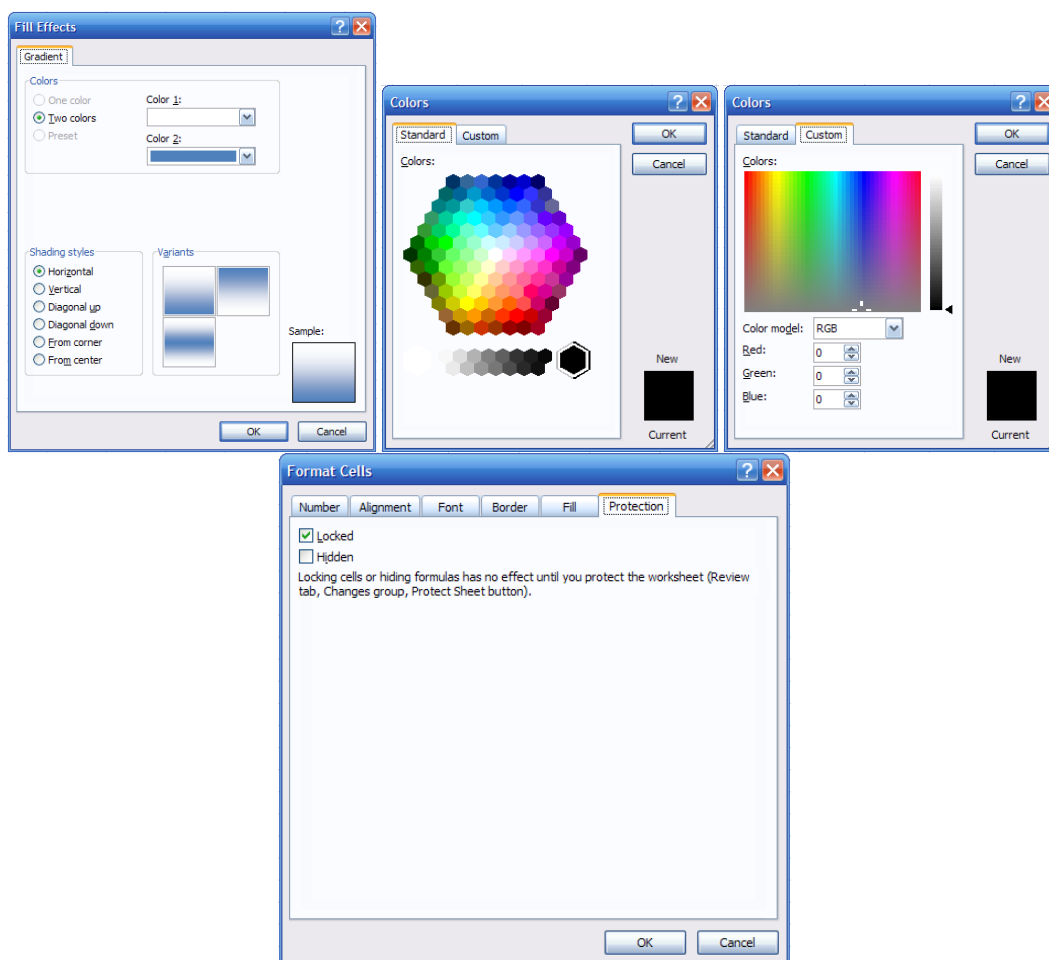 Fill Effects
Gradient
Colors
One color
Two colors
Preset
Color 1:
Color 2:
Shading styles
Horizontal
Vertical
Diagonal up
Diagonal down
From corner
From center
Variants
Sample:
OK
Cancel
Colors
Standard
Custom
OK
Cancel
Colors:
New
Current
Colors
Standard
Custom
OK
Cancel
Colors:
Color model: RGB
Red: 0
Green: 0
Blue: 0
New
Current
Format Cells
Number
Alignment
Font
Border
Fill
Protection
Locked
Hidden
Locking cells or hiding formulas has no effect until you protect the worksheet (Review
tab, Changes group, Protect Sheet button).
OK
Cancel